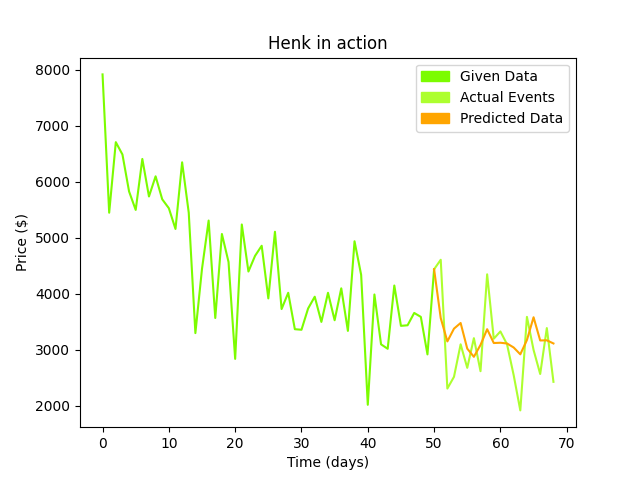 Henk in action
Given Data
Actual Events
Predicted Data
Price ($)
8000
7000
6000
5000
4000
3000
2000
0 10 20 30 40 50 60 70
Time (days)